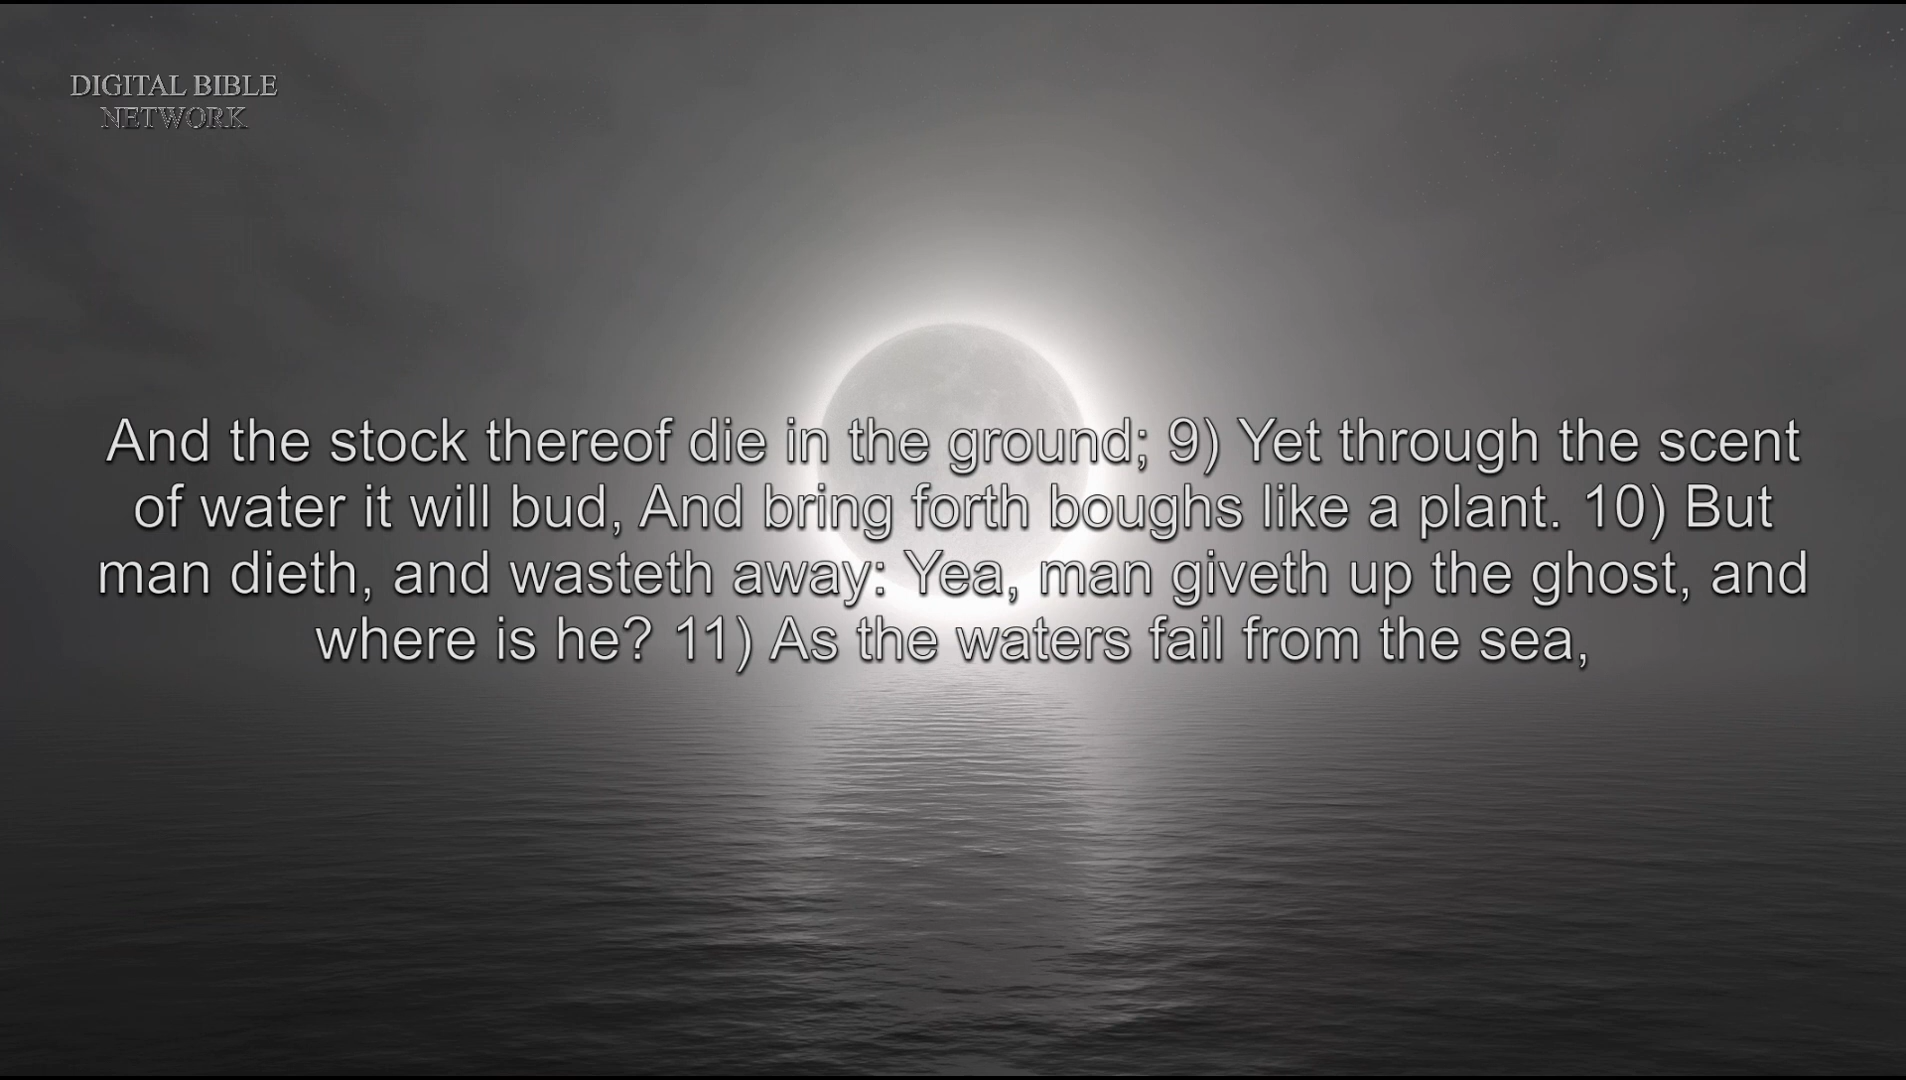 DIGITAL BIBLE
NETWORK
And the stock thereof die in the ground; 9) Yet through the scent
of water it will bud, And bring forth boughs like a plant. 10) But
man dieth, and wasteth away: Yea, man giveth up the ghost, and
where is he? 11) As the waters fail from the sea,